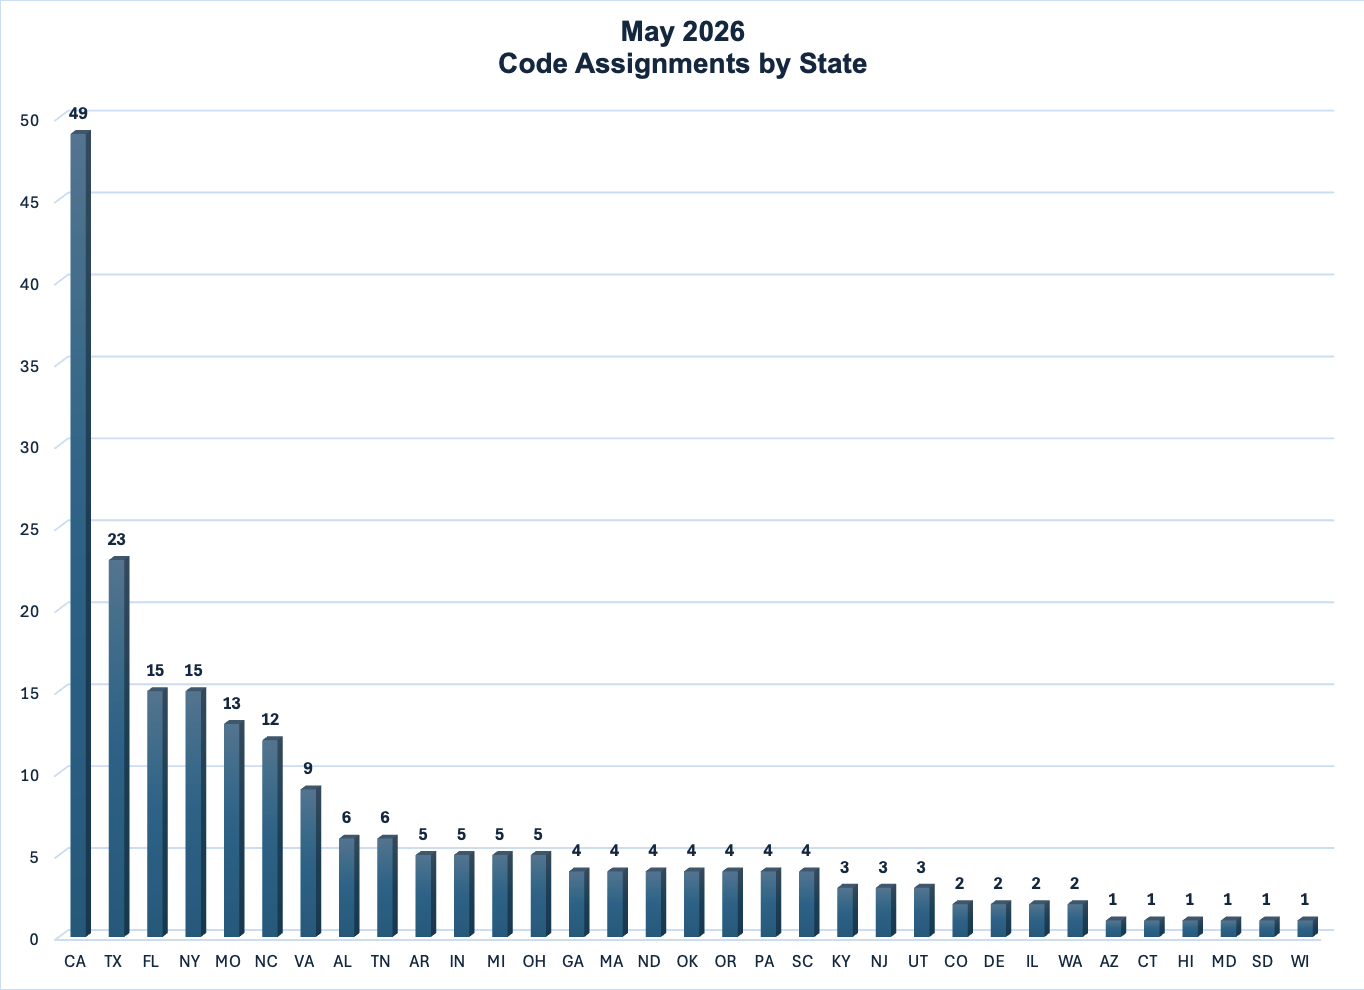 May 2026
Code Assignments by State
50
45
40
35
30
25
20
15
10
5
0
49 23 15 15 13 12 9 6 6 5 5 5 5 4 4 4 4 4 4 4 3 3 3 2 2 2 2 1 1 1 1 1 1
CA TX FL NY MO NC VA AL TN AR IN MI OH GA MA ND OK OR PA SC KY NJ UT CO DE IL WA AZ CT HI MD SD WI